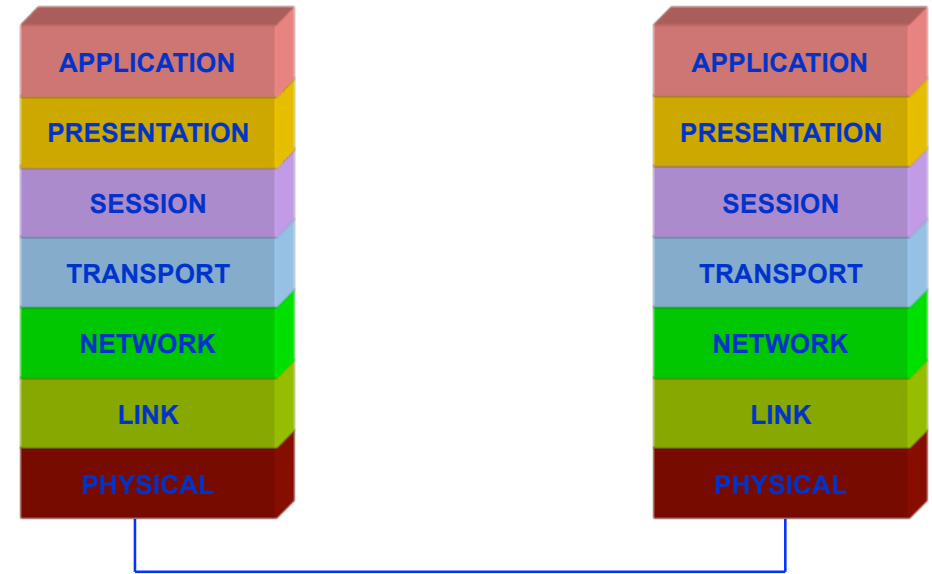 APPLICATION
PRESENTATION
SESSION
TRANSPORT
NETWORK
LINK
PHYSICAL
APPLICATION
PRESENTATION
SESSION
TRANSPORT
NETWORK
LINK
PHYSICAL